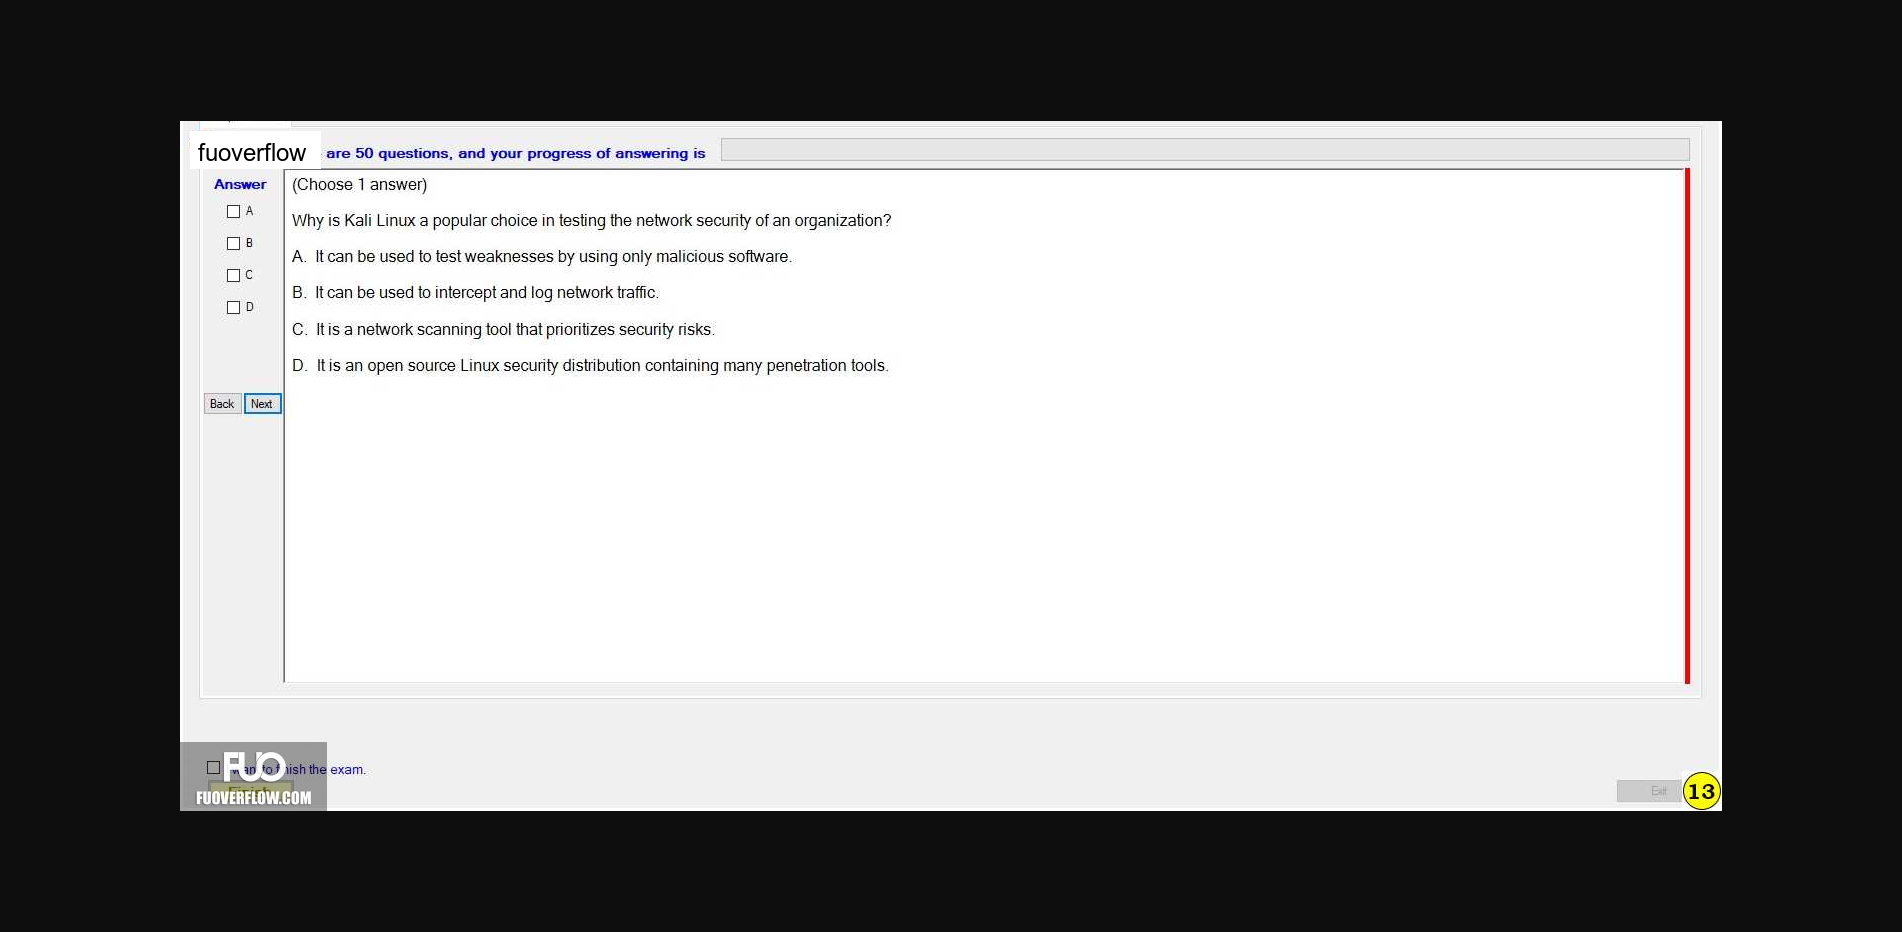 fuoverflow are 50 questions, and your progress of answering is
Answer
A
B
C
D
Back Next
(Choose 1 answer)
Why is Kali Linux a popular choice in testing the network security of an organization?
A. It can be used to test weaknesses by using only malicious software.
B. It can be used to intercept and log network traffic.
C. It is a network scanning tool that prioritizes security risks.
D. It is an open source Linux security distribution containing many penetration tools.
want to finish the exam.
FUO
Finish
FUOVERFLOW.COM
Exit
13